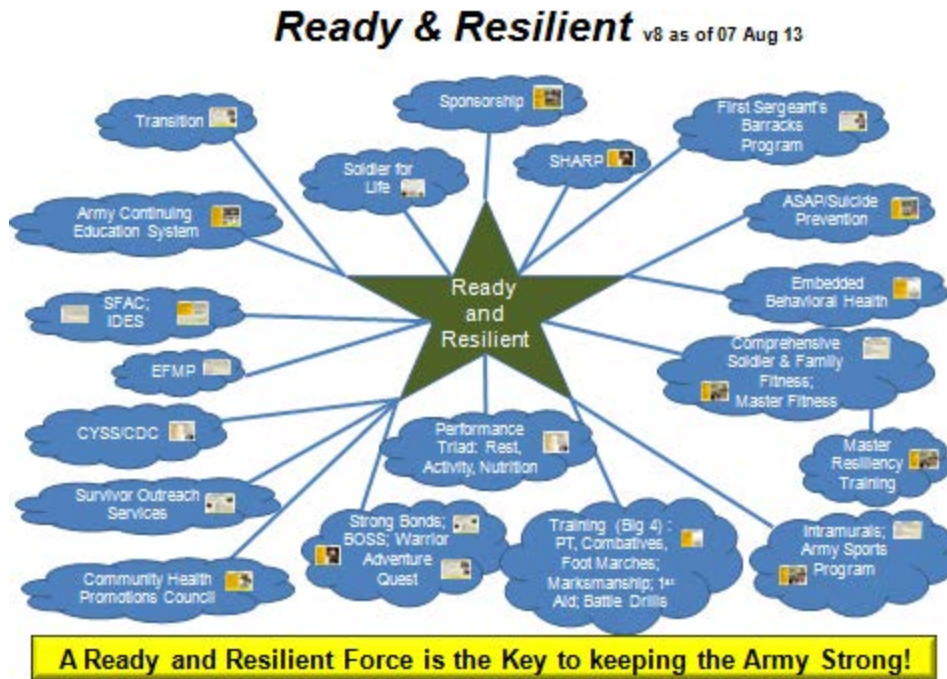 Ready & Resilient v8 as of 07 Aug 13
Transition
Sponsorship
First Sergeant's
Barracks
Program
Soldier for
Life
SHARP
Army Continuing
Education System
ASAP/Suicide
Prevention
SFAC;
IDES
Ready
and
Resilient
Embedded
Behavioral Health
EFMP
Comprehensive
Soldier & Family
Fitness;
Master Fitness
CYSS/CDC
Performance
Triad: Rest,
Activity, Nutrition
Master
Resiliency
Training
Survivor Outreach
Services
Strong Bonds;
BOSS; Warrior
Adventure
Quest
Training (Big 4) :
PT, Combatives,
Foot Marches;
Marksmanship; 1st
Aid; Battle Drills
Intramurals;
Army Sports
Program
Community Health
Promotions Council
A Ready and Resilient Force is the Key to keeping the Army Strong!